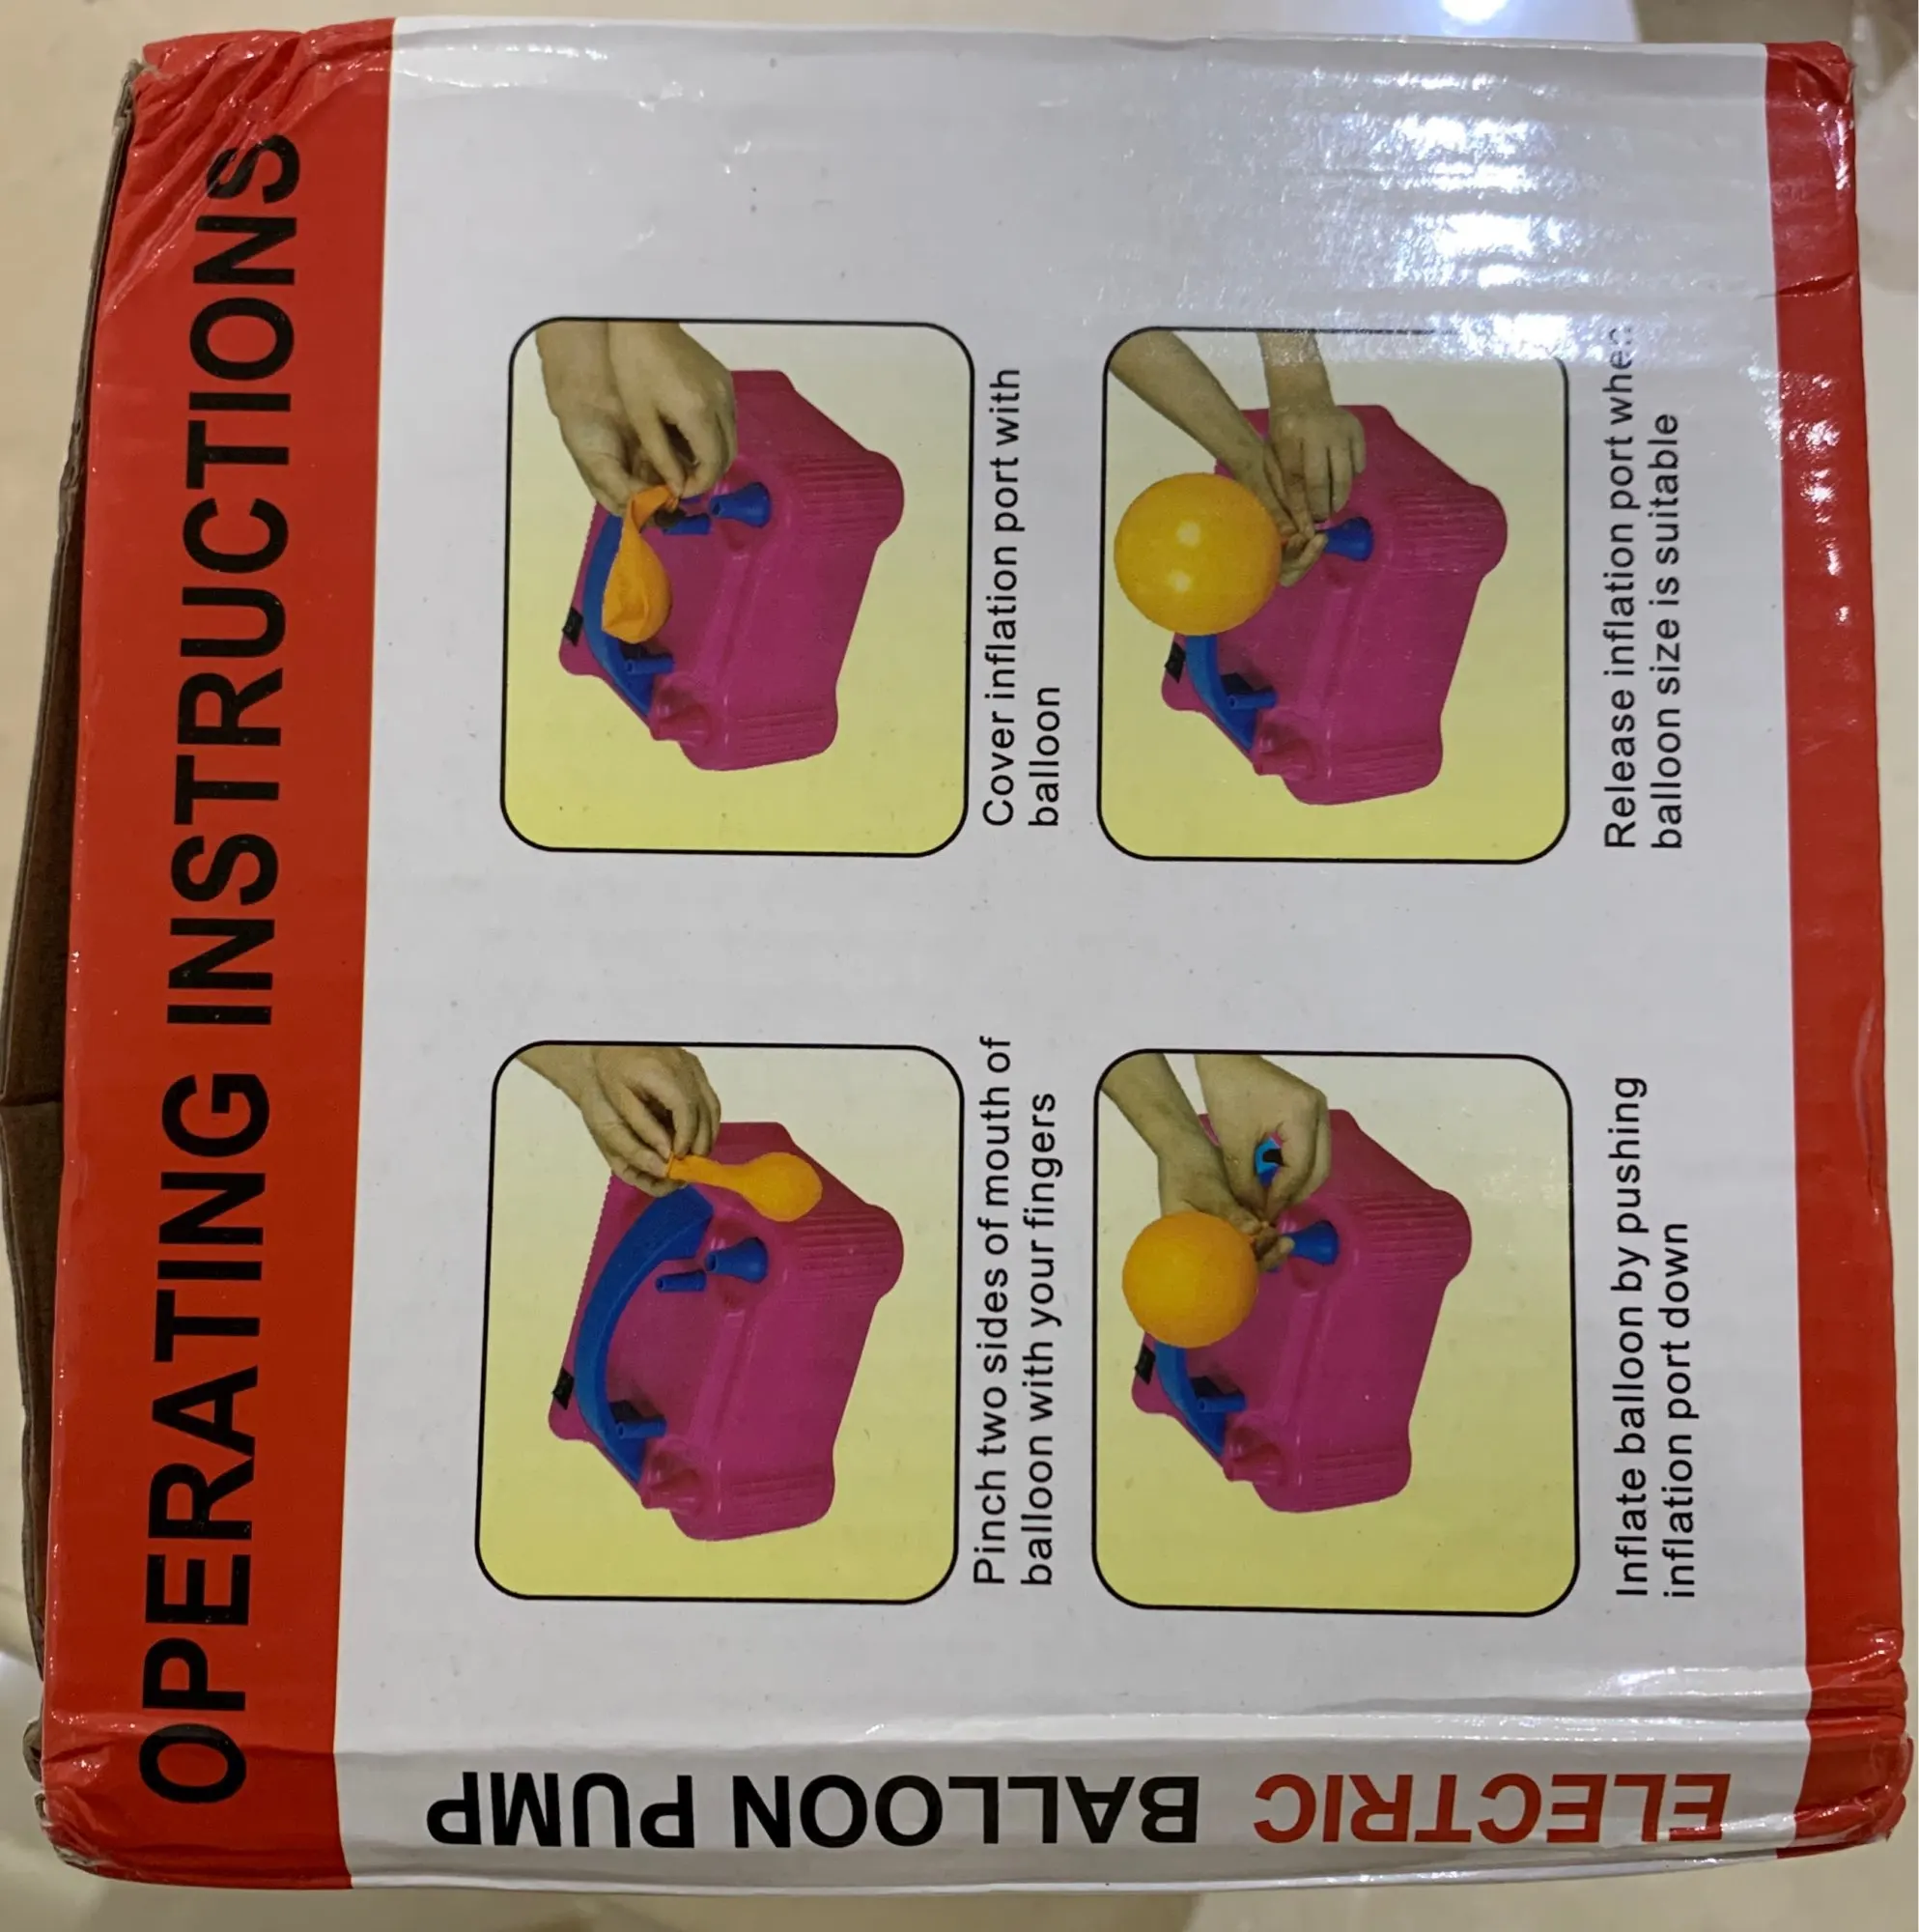 OPERATING INSTRUCTIONS
Pinch two sides of mouth of
balloon with your fingers
Cover inflation port with
balloon
Inflate balloon by pushing
inflation port down
Release inflation port when
balloon size is suitable
ELECTRIC BALLOON PUMP